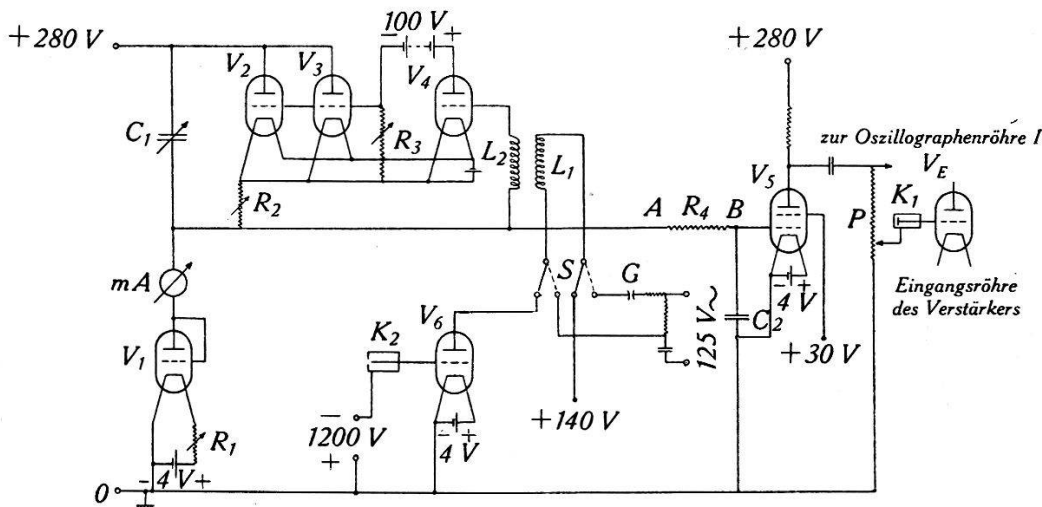 +280 V
V2
V3
− 100 V +
V4
C1
R3
L2
L1
R2
mA
V1
R1
− 4 V +
0
K2
V6
− 4 V +
−
1200 V
+
S
G
125 V~
+140 V
A
R4
B
C2
+280 V
V5
− 4 V +
+30 V
zur Oszillographenröhre I
P
K1
VE
Eingangsröhre
des Verstärkers